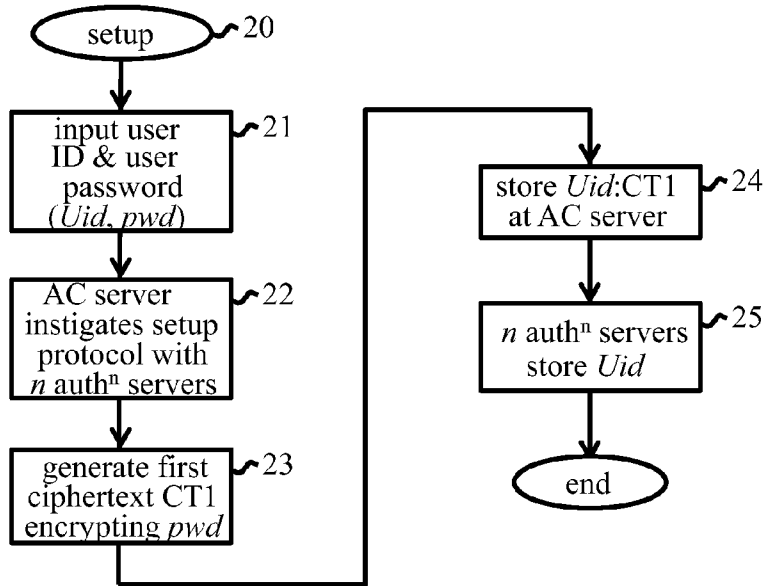 setup
20
input user
ID & user
password
(Uid, pwd)
21
AC server
instigates setup
protocol with
n authⁿ servers
22
generate first
ciphertext CT1
encrypting pwd
23
store Uid:CT1
at AC server
24
n authⁿ servers
store Uid
25
end